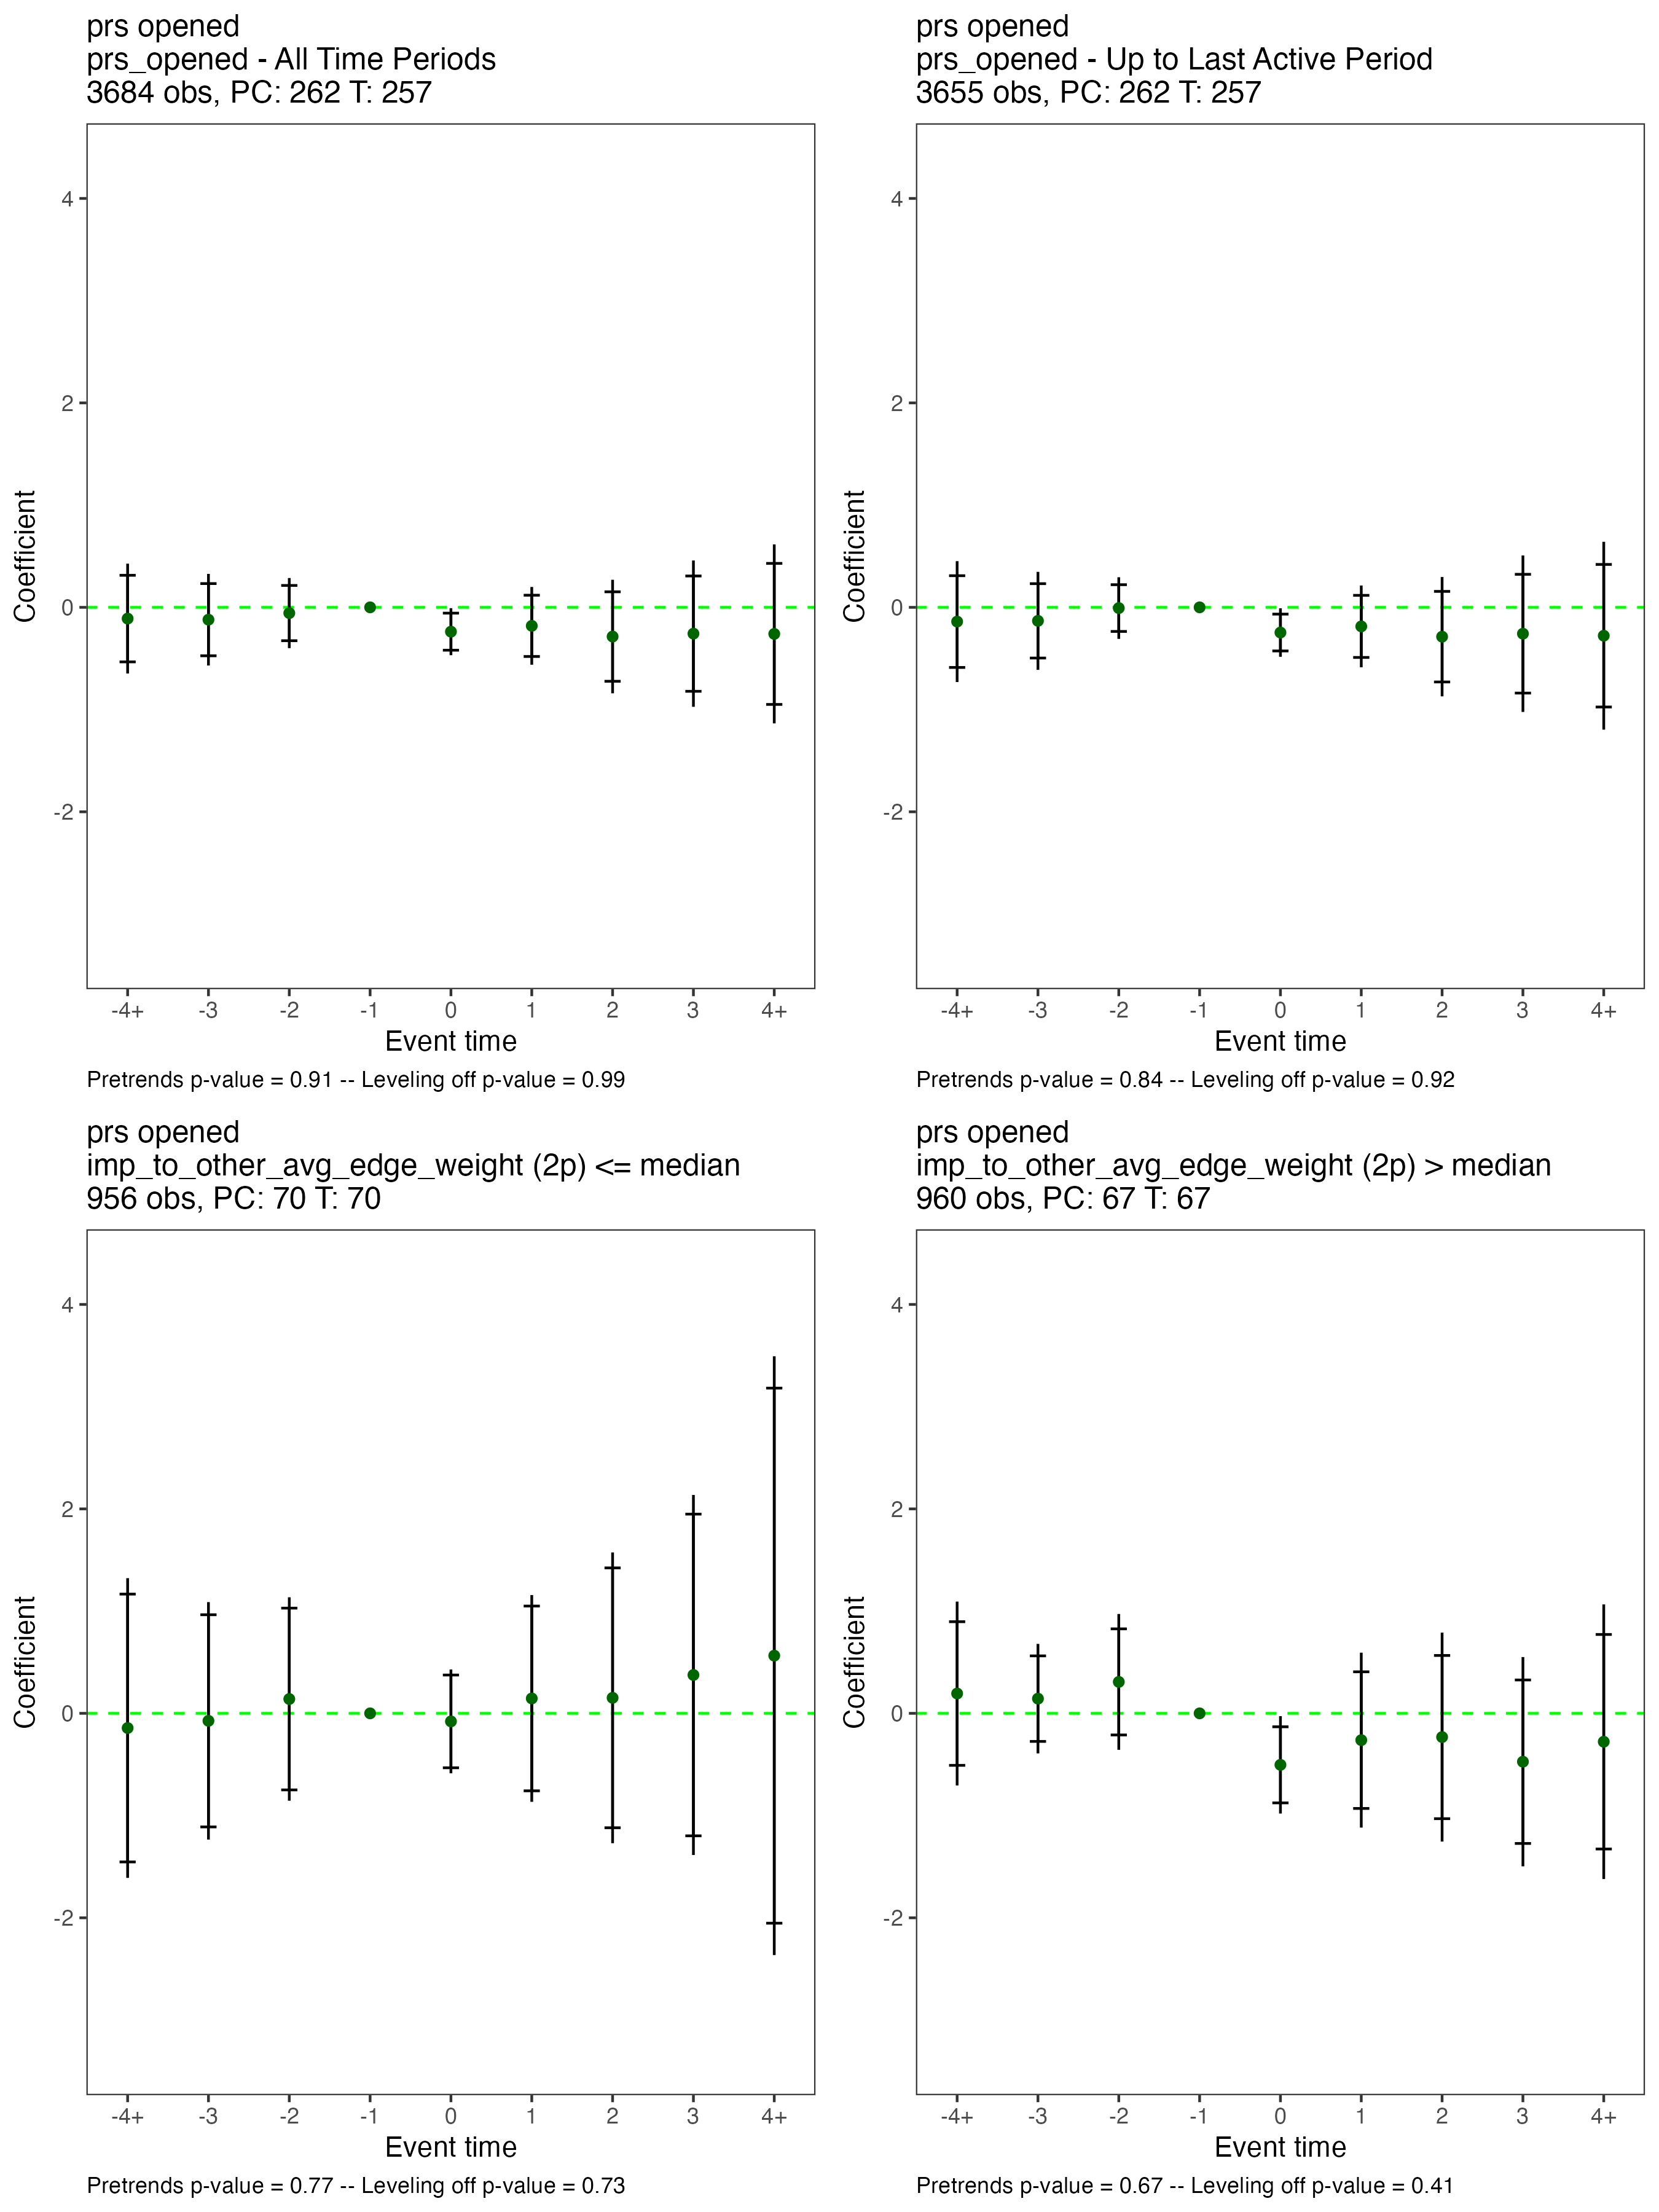 prs opened
prs_opened - All Time Periods
3684 obs, PC: 262 T: 257
Coefficient
4
2
0
-2
-4+ -3 -2 -1 0 1 2 3 4+
Event time
Pretrends p-value = 0.91 -- Leveling off p-value = 0.99
prs opened
prs_opened - Up to Last Active Period
3655 obs, PC: 262 T: 257
Coefficient
4
2
0
-2
-4+ -3 -2 -1 0 1 2 3 4+
Event time
Pretrends p-value = 0.84 -- Leveling off p-value = 0.92
prs opened
imp_to_other_avg_edge_weight (2p) <= median
956 obs, PC: 70 T: 70
Coefficient
4
2
0
-2
-4+ -3 -2 -1 0 1 2 3 4+
Event time
Pretrends p-value = 0.77 -- Leveling off p-value = 0.73
prs opened
imp_to_other_avg_edge_weight (2p) > median
960 obs, PC: 67 T: 67
Coefficient
4
2
0
-2
-4+ -3 -2 -1 0 1 2 3 4+
Event time
Pretrends p-value = 0.67 -- Leveling off p-value = 0.41